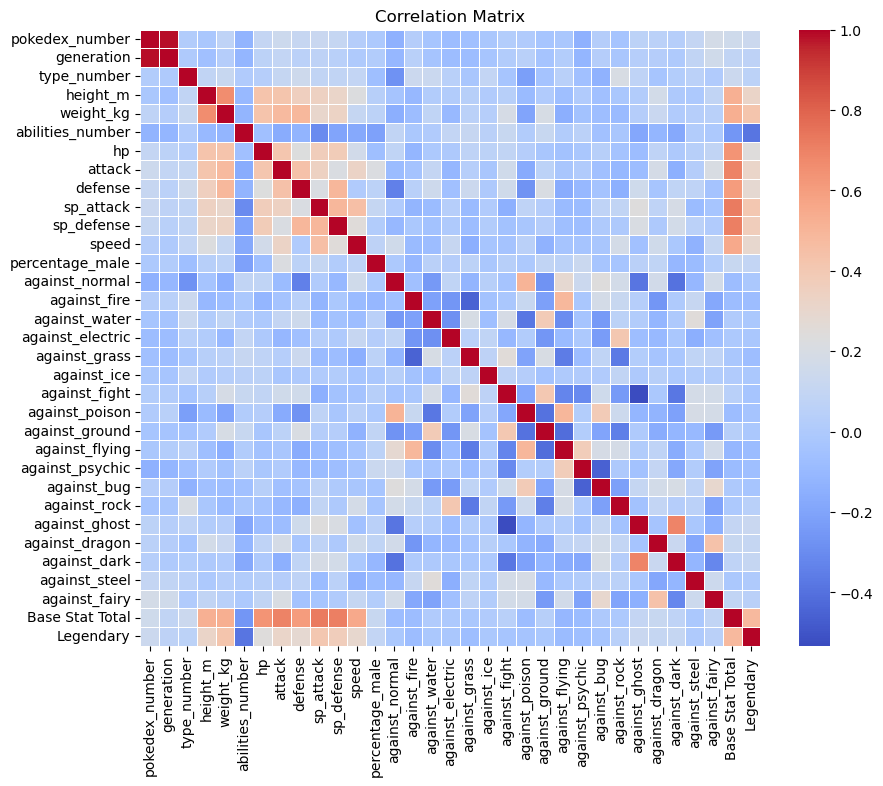 Correlation Matrix
pokedex_number
generation
type_number
height_m
weight_kg
abilities_number
hp
attack
defense
sp_attack
sp_defense
speed
percentage_male
against_normal
against_fire
against_water
against_electric
against_grass
against_ice
against_fight
against_poison
against_ground
against_flying
against_psychic
against_bug
against_rock
against_ghost
against_dragon
against_dark
against_steel
against_fairy
Base Stat Total
Legendary
pokedex_number
generation
type_number
height_m
weight_kg
abilities_number
hp
attack
defense
sp_attack
sp_defense
speed
percentage_male
against_normal
against_fire
against_water
against_electric
against_grass
against_ice
against_fight
against_poison
against_ground
against_flying
against_psychic
against_bug
against_rock
against_ghost
against_dragon
against_dark
against_steel
against_fairy
Base Stat Total
Legendary
1.0
0.8
0.6
0.4
0.2
0.0
−0.2
−0.4